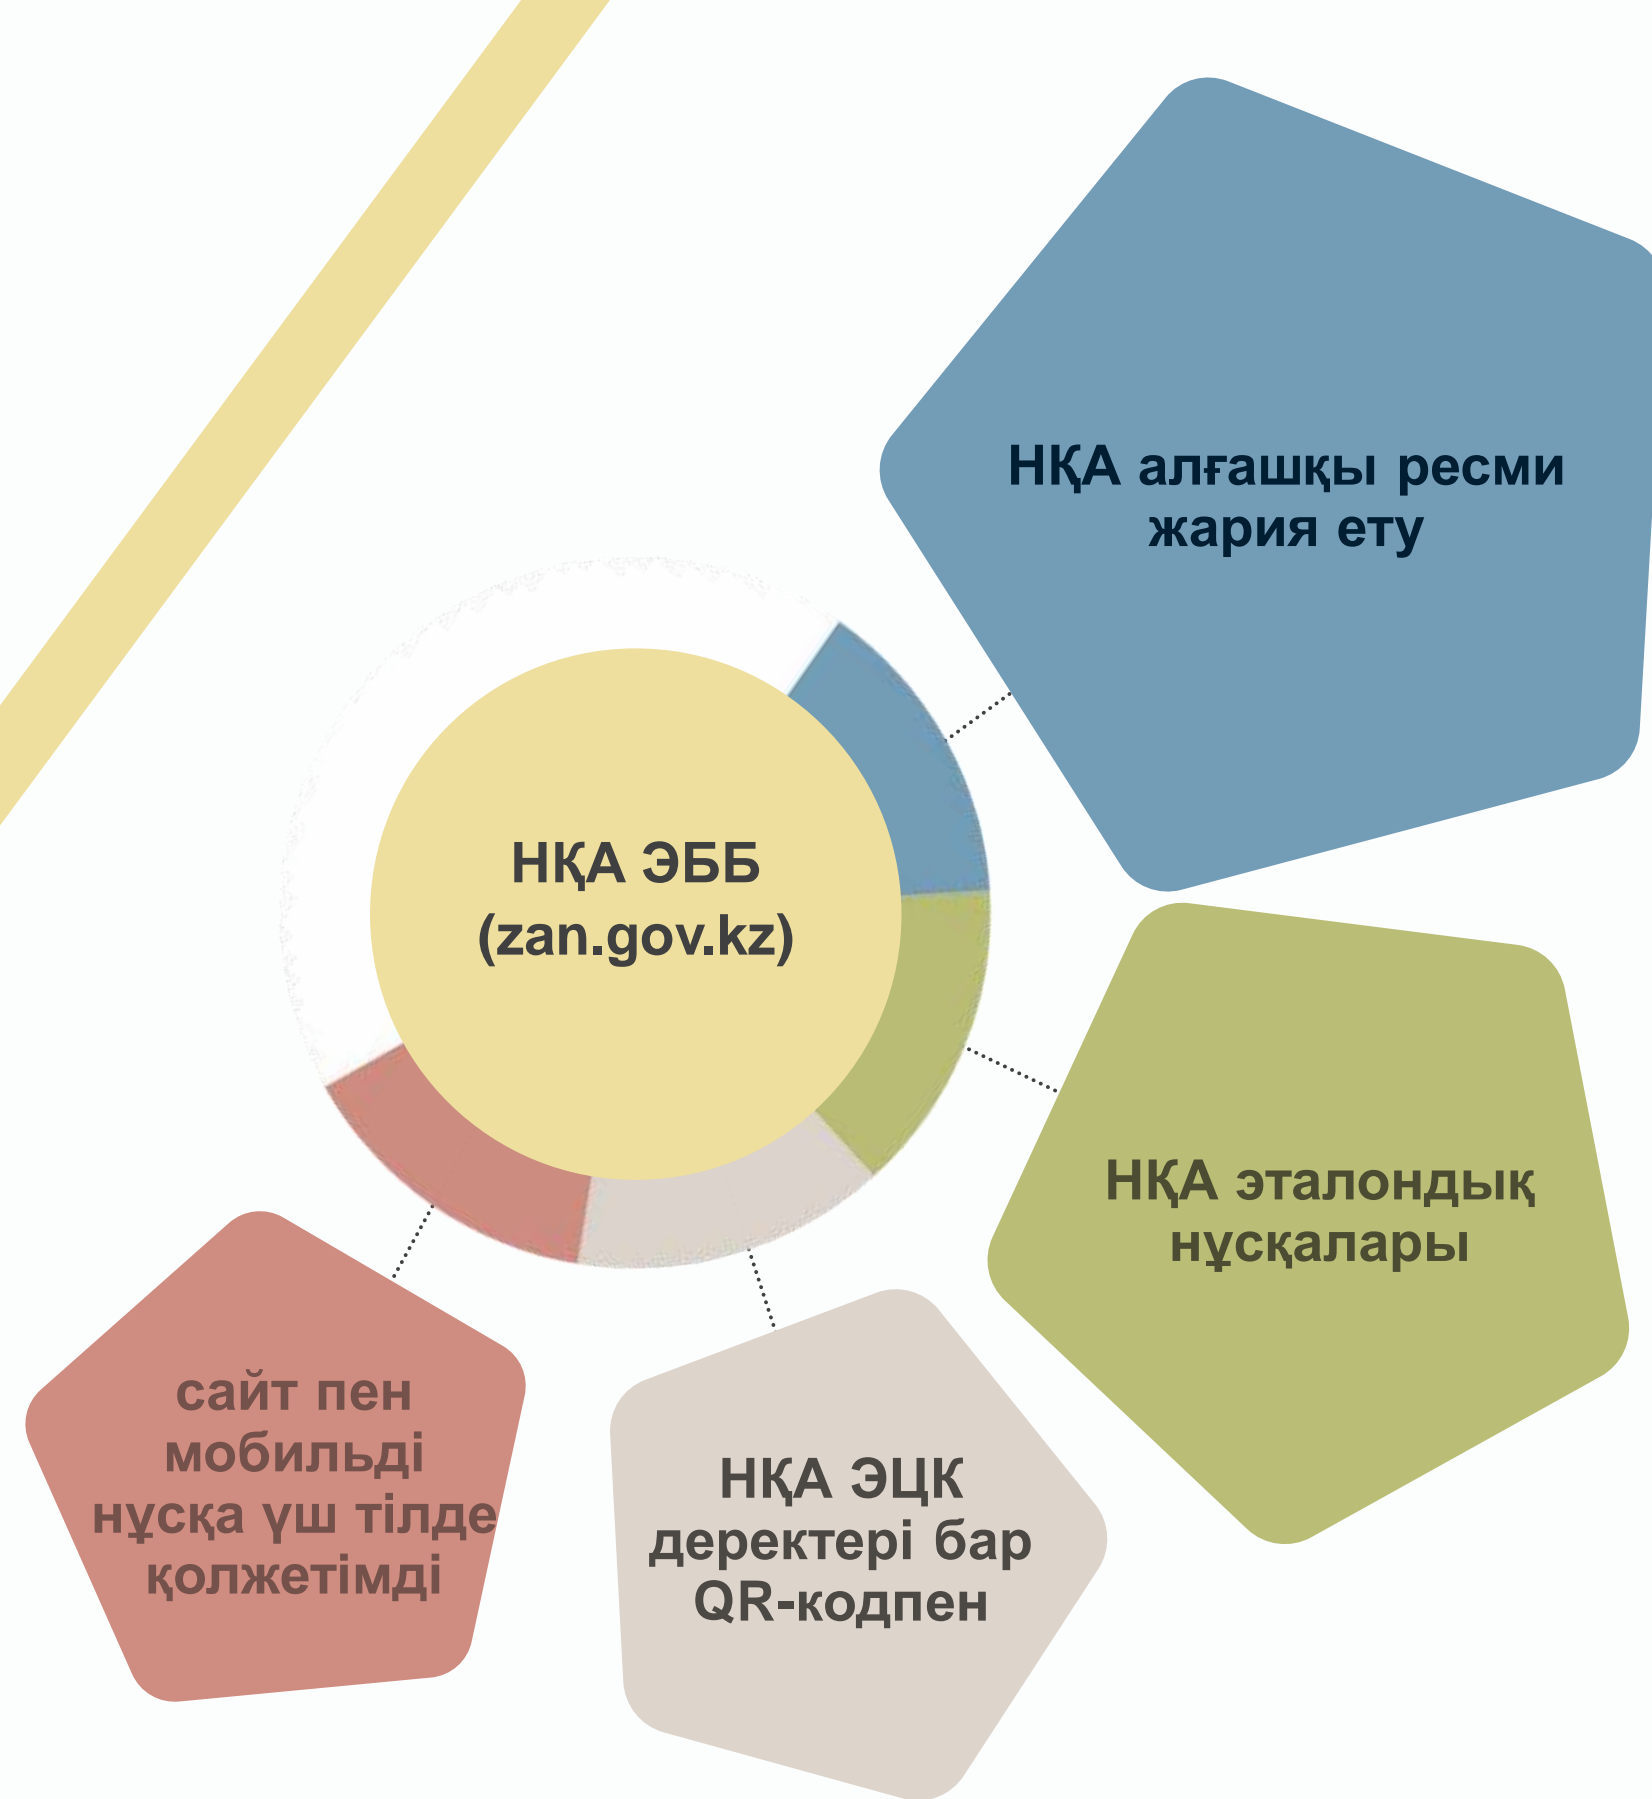 НҚА алғашқы ресми
жария ету
НҚА ЭББ
(zan.gov.kz)
НҚА эталондық
нұсқалары
сайт пен
мобильді
нұсқа үш тілде
қолжетімді
НҚА ЭЦК
деректері бар
QR-кодпен